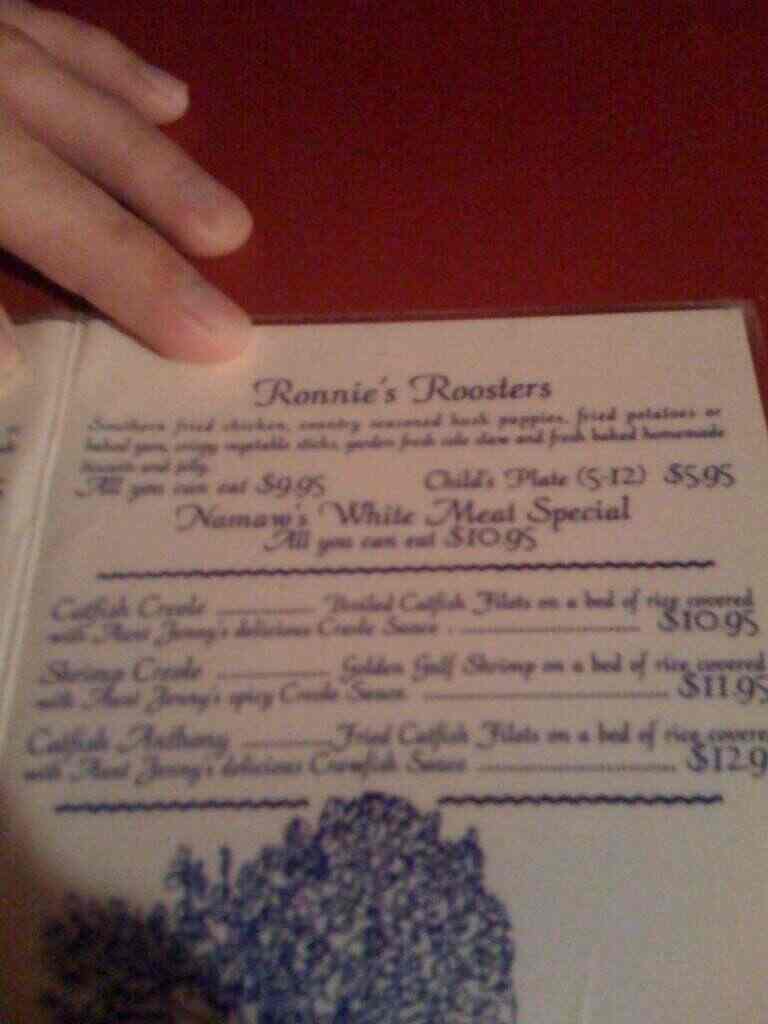 Ronnie's Roosters
Southern fried chicken, country seasoned hush puppies, fried potatoes or
baked yam, crispy vegetable sticks, garden fresh cole slaw and fresh baked homemade
biscuits and jelly.
All you can eat $9.95 Child's Plate (5-12) $5.95
Namaw's White Meat Special
All you can eat $10.95
Catfish Creole ............ Broiled Catfish Filets on a bed of rice covered
with Aunt Jenny's delicious Creole Sauce ............ $10.95
Shrimp Creole ............ Golden Gulf Shrimp on a bed of rice covered
with Aunt Jenny's spicy Creole Sauce ............ $11.95
Catfish Anthony ............ Fried Catfish Filets on a bed of rice covere
with Aunt Jenny's delicious Crawfish Sauce ............ $12.9